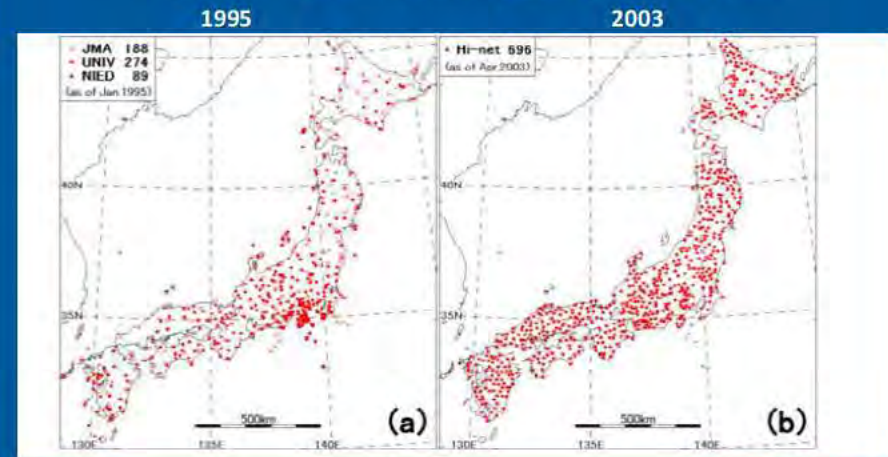 1995
2003
JMA 188
UNIV 274
NIED 89
(as of Jan 1995)
Hi-net 696
(as of Apr 2003)
40N
40N
35N
35N
500km
(a)
500km
(b)
130E
135E
140E
130E
135E
140E